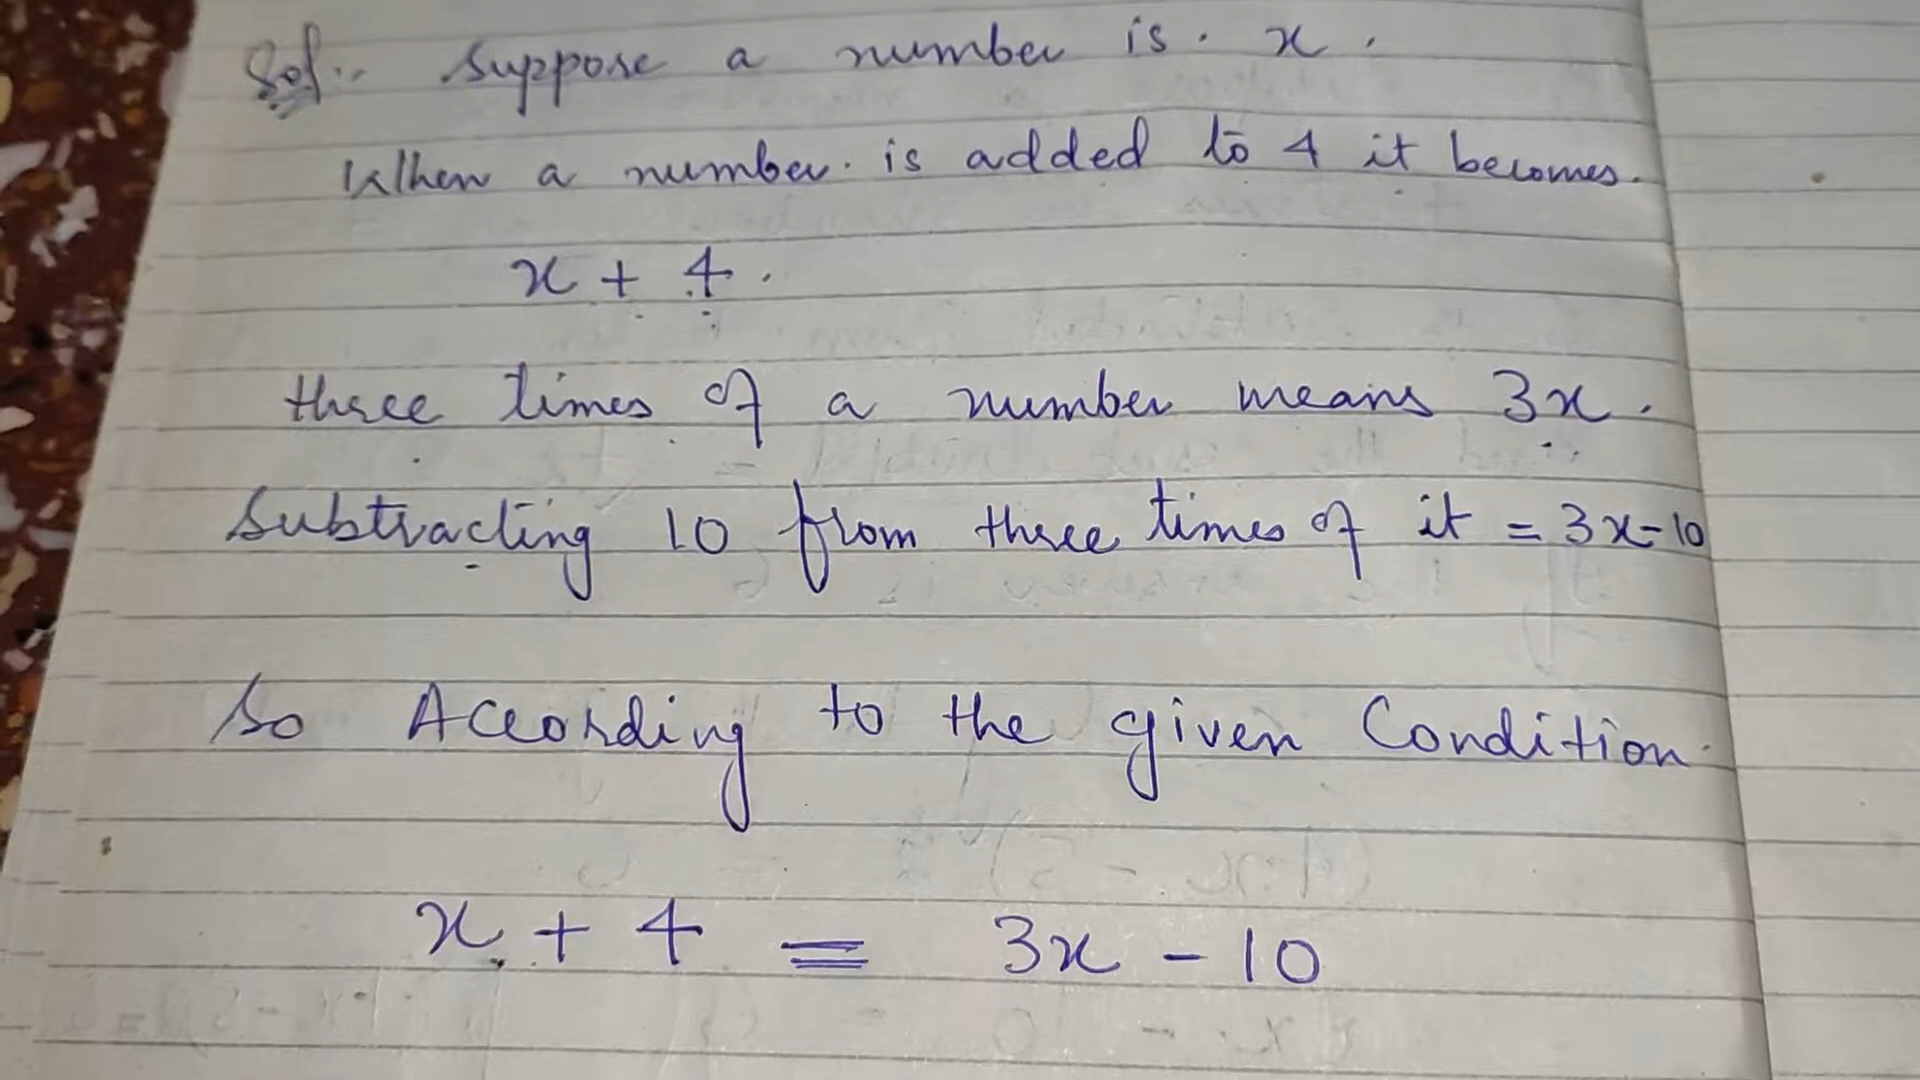 Sol:- Suppose a number is. x.
When a number. is added to 4 it becomes.
x + 4.
three times of a number means 3x.
Subtracting 10 from three times of it = 3x-10
So Aceording to the given Condition.
x + 4 = 3x - 10